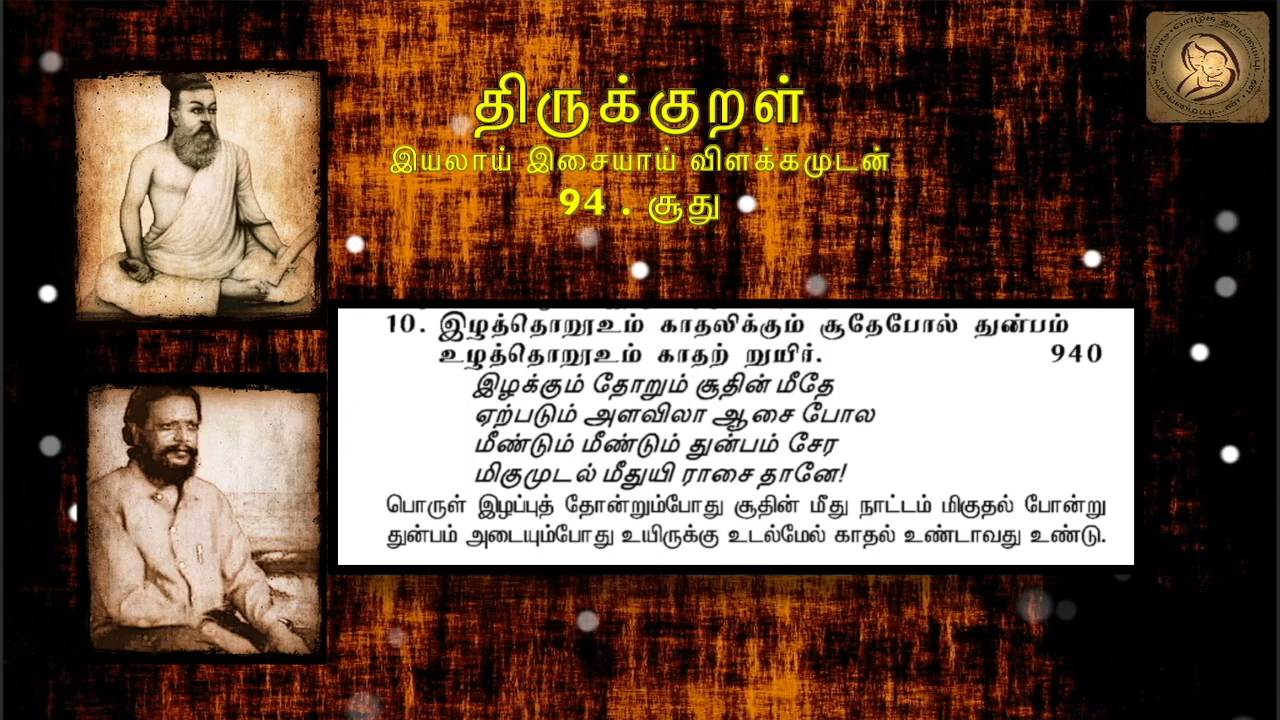 திருக்குறள்
இயலாய் இசையாய் விளக்கமுடன்
94 . சூது
10. இழத்தொறூஉம் காதலிக்கும் சூதேபோல் துன்பம்
உழத்தொறூஉம் காதற் றுயிர். 940
இழக்கும் தோறும் சூதின் மீதே
ஏற்படும் அளவிலா ஆசை போல
மீண்டும் மீண்டும் துன்பம் சேர
மிகுமுடல் மீதுயி ராசை தானே!
பொருள் இழப்புத் தோன்றும்போது சூதின் மீது நாட்டம் மிகுதல் போன்று
துன்பம் அடையும்போது உயிருக்கு உடல்மேல் காதல் உண்டாவது உண்டு.